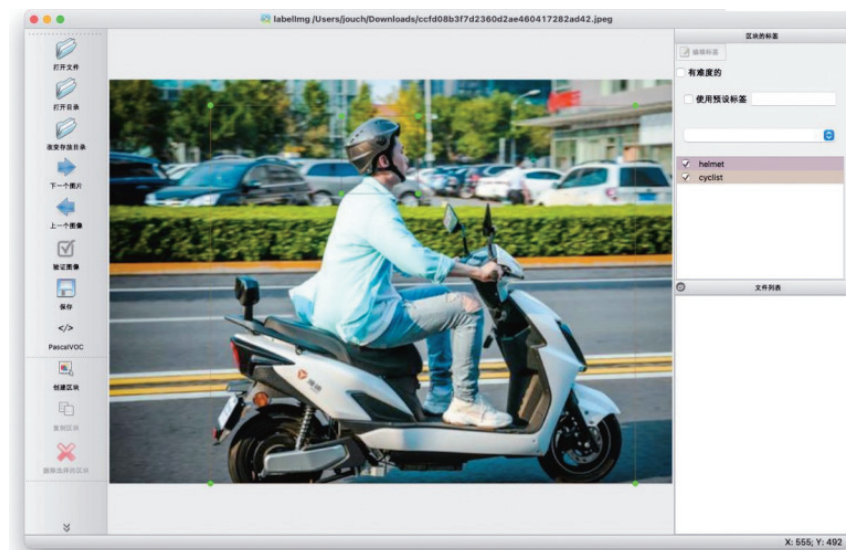 labelImg /Users/jouch/Downloads/ccfd08b3f7d2360d2ae460417282ad42.jpeg
打开文件
打开目录
改变存放目录
下一个图片
上一个图像
验证图像
保存
</>
PascalVOC
创建区块
复制区块
删除选择的区块
区块的标签
编辑标签
有难度的
使用预设标签
helmet
cyclist
文件列表
X: 555; Y: 492